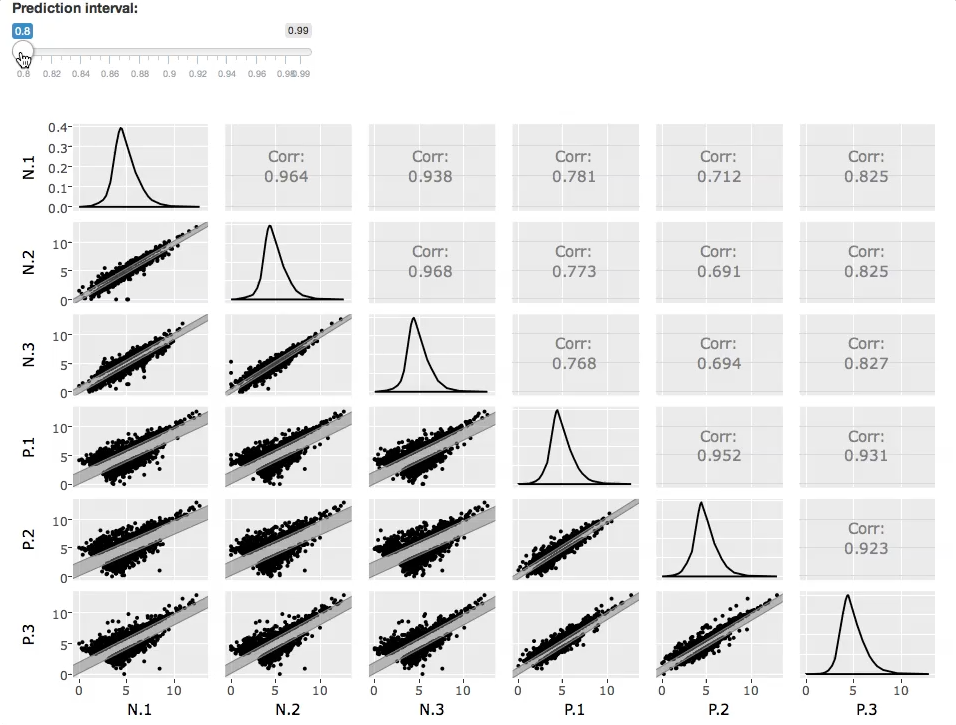 Prediction interval:
0.8 0.99
0.8 0.82 0.84 0.86 0.88 0.9 0.92 0.94 0.96 0.98 0.99
N.1
0.4
0.3
0.2
0.1
0.0
Corr:
0.964
Corr:
0.938
Corr:
0.781
Corr:
0.712
Corr:
0.825
N.2
10
5
0
Corr:
0.968
Corr:
0.773
Corr:
0.691
Corr:
0.825
N.3
10
5
0
Corr:
0.768
Corr:
0.694
Corr:
0.827
P.1
10
5
0
Corr:
0.952
Corr:
0.931
P.2
10
5
0
Corr:
0.923
P.3
10
5
0
0 5 10 0 5 10 0 5 10 0 5 10 0 5 10 0 5 10
N.1 N.2 N.3 P.1 P.2 P.3